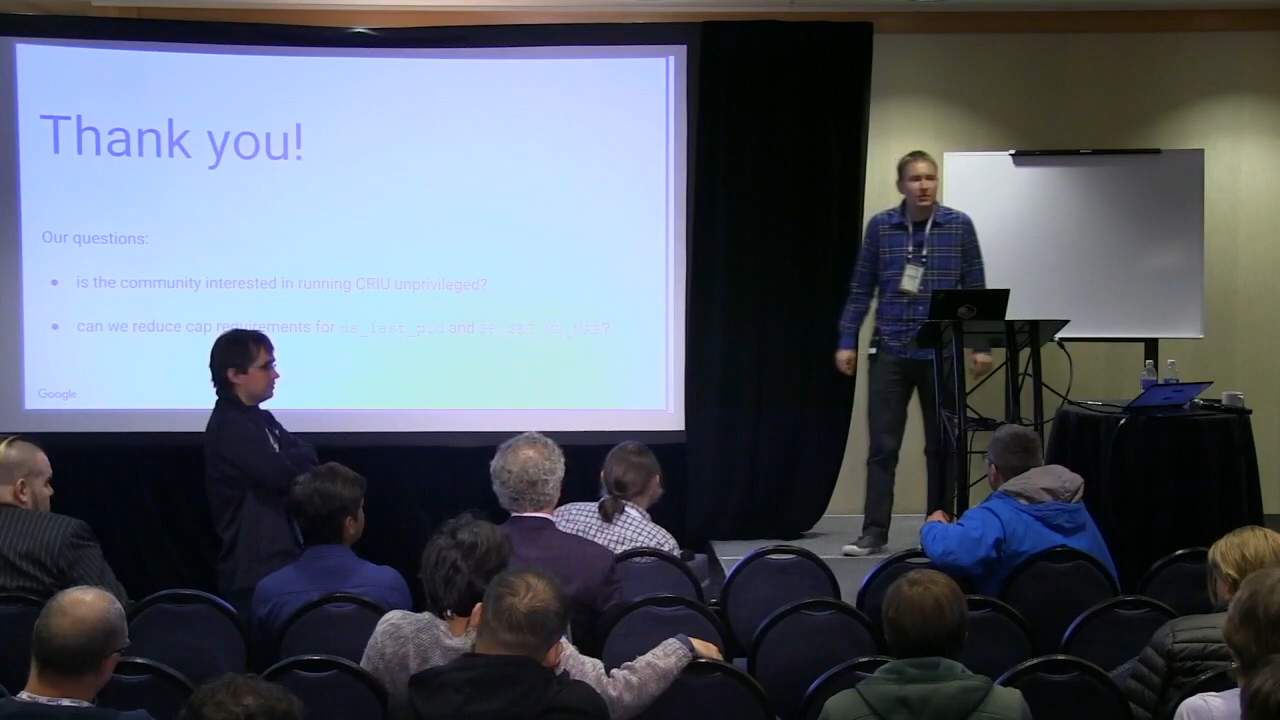 Thank you!
Our questions:
• is the community interested in running CRIU unprivileged?
• can we reduce cap requirements for ns_last_pid and ?
Google